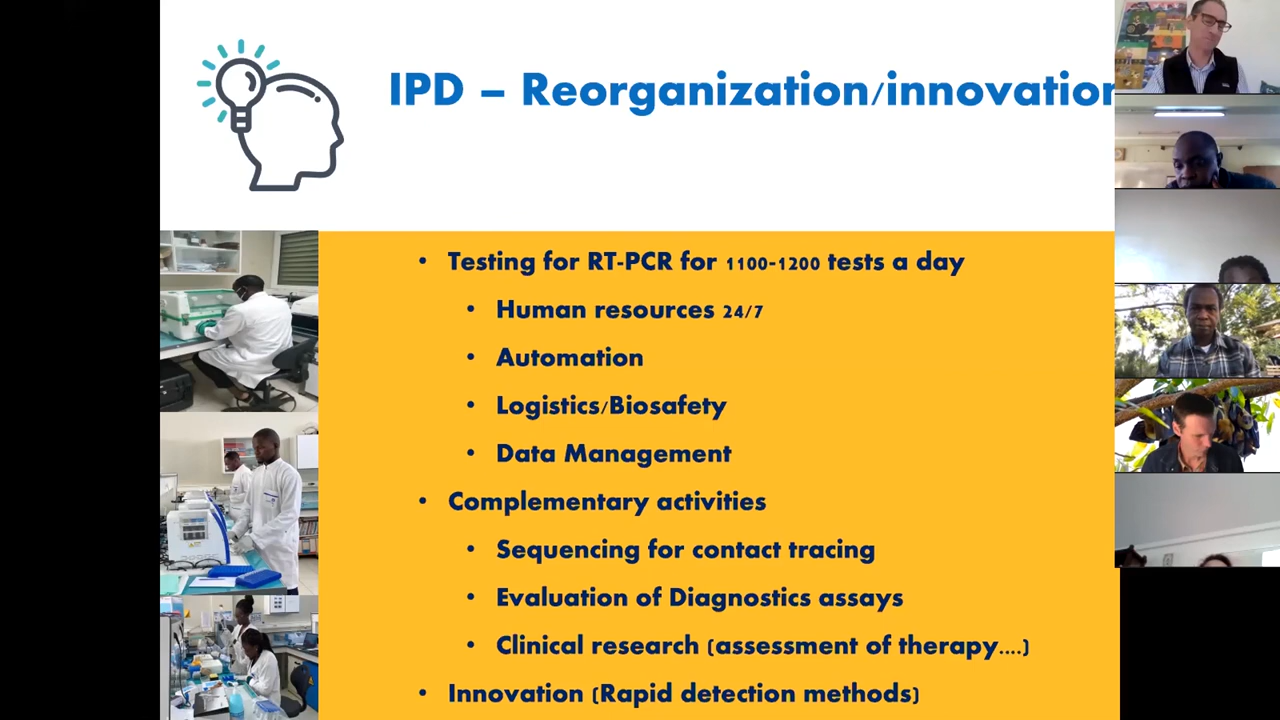 IPD – Reorganization/innovation
• Testing for RT-PCR for 1100-1200 tests a day
• Human resources 24/7
• Automation
• Logistics/Biosafety
• Data Management
• Complementary activities
• Sequencing for contact tracing
• Evaluation of Diagnostics assays
• Clinical research (assessment of therapy....)
• Innovation (Rapid detection methods)